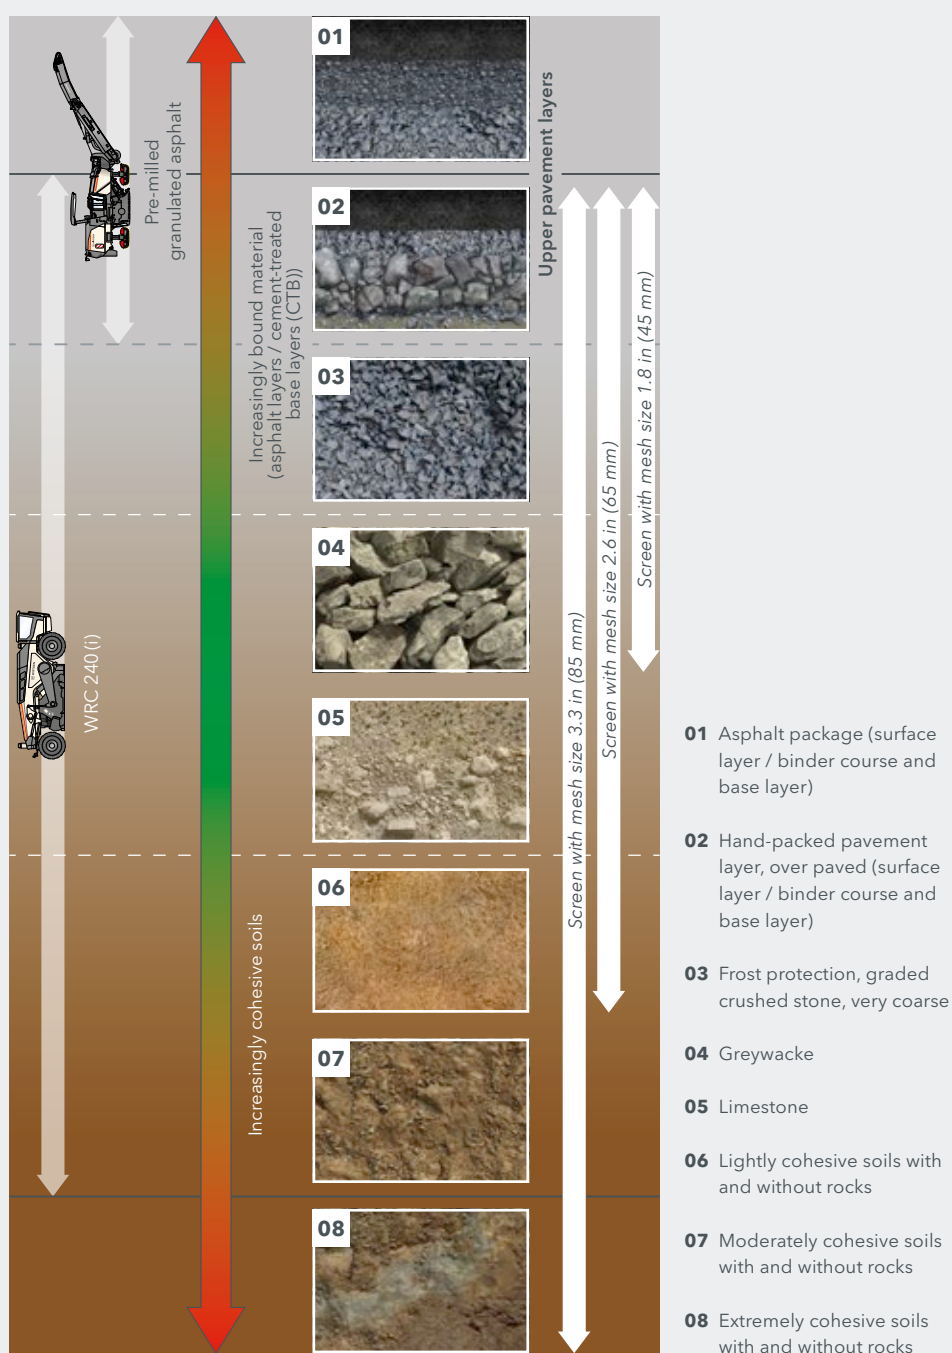 01
02
03
04
05
06
07
08
Pre-milled
granulated asphalt
WRC 240 (i)
Increasingly bound material
(asphalt layers / cement-treated
base layers (CTB))
Increasingly cohesive soils
Upper pavement layers
Screen with mesh size 3.3 in (85 mm)
Screen with mesh size 2.6 in (65 mm)
Screen with mesh size 1.8 in (45 mm)
01 Asphalt package (surface
layer / binder course and
base layer)
02 Hand-packed pavement
layer, over paved (surface
layer / binder course and
base layer)
03 Frost protection, graded
crushed stone, very coarse
04 Greywacke
05 Limestone
06 Lightly cohesive soils with
and without rocks
07 Moderately cohesive soils
with and without rocks
08 Extremely cohesive soils
with and without rocks